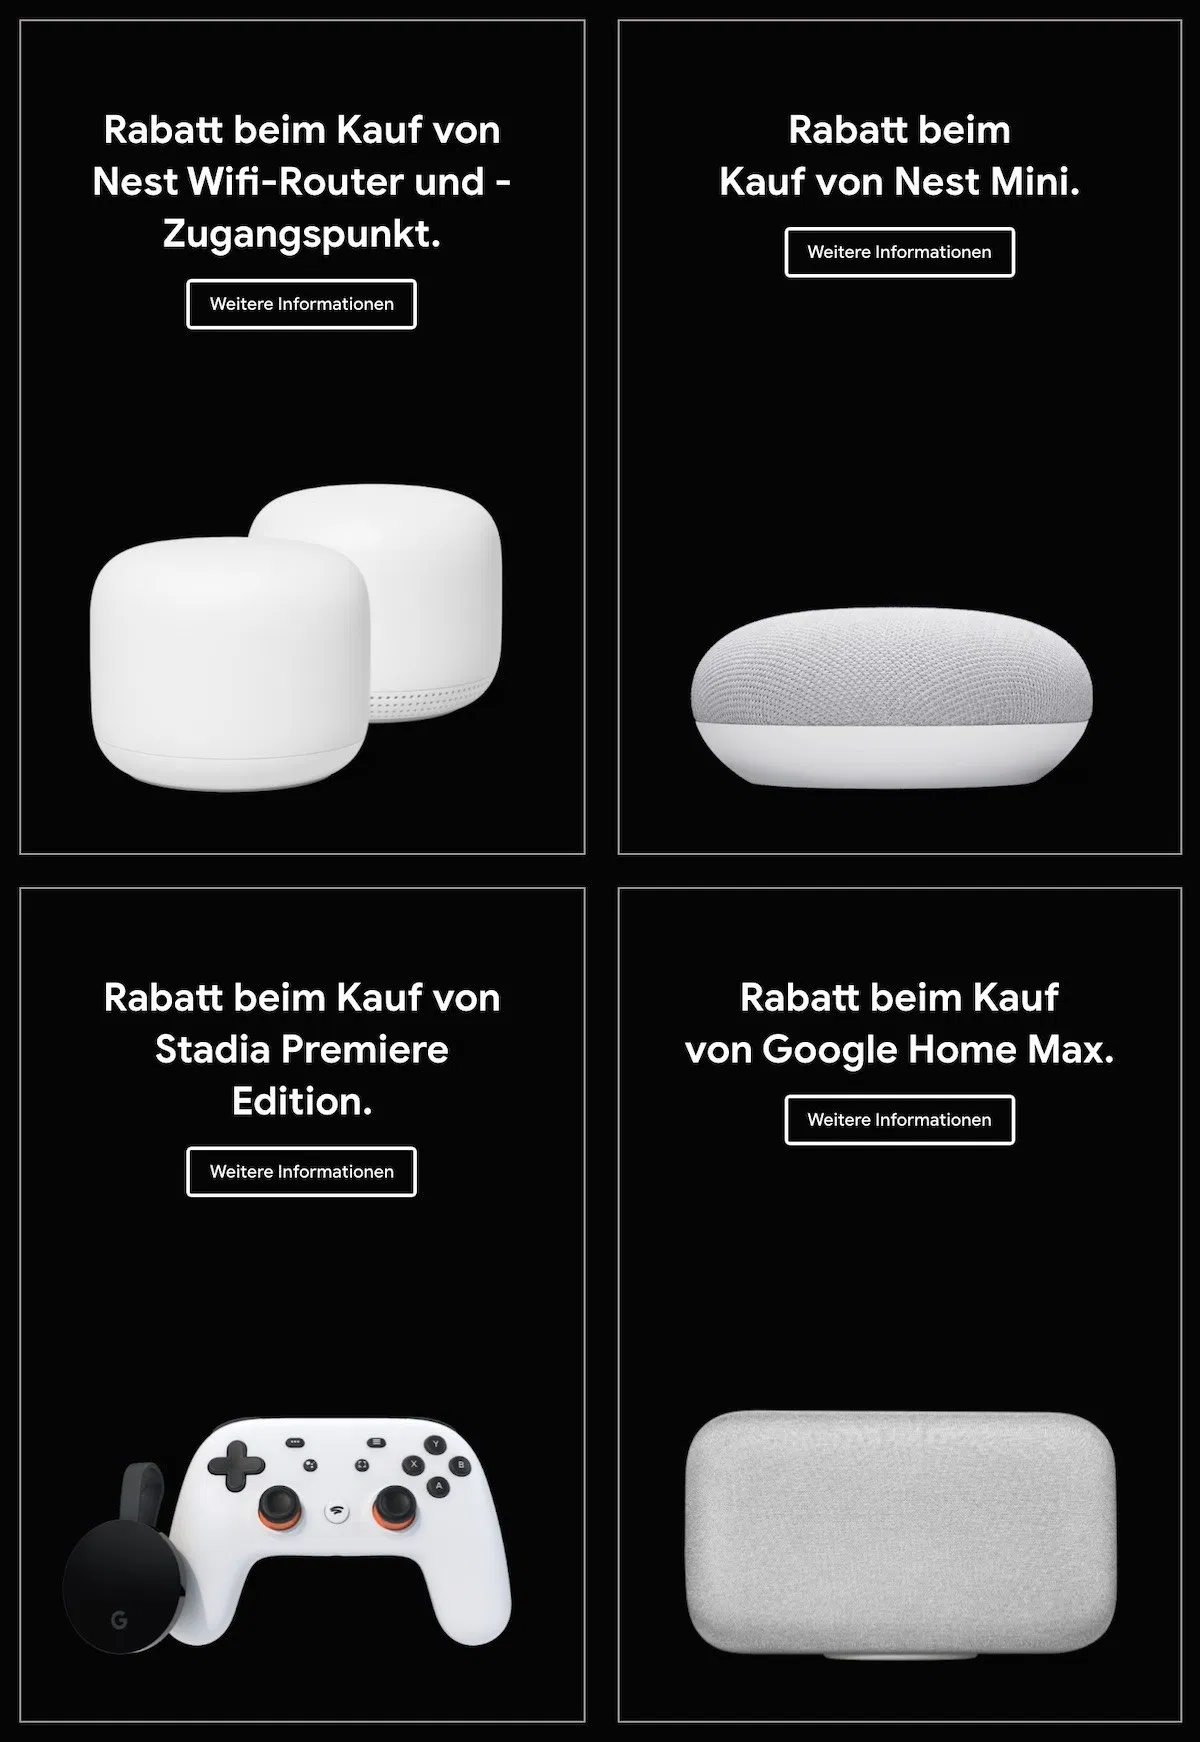 Rabatt beim Kauf von
Nest Wifi-Router und -
Zugangspunkt.
Weitere Informationen
Rabatt beim
Kauf von Nest Mini.
Weitere Informationen
Rabatt beim Kauf von
Stadia Premiere
Edition.
Weitere Informationen
Y
X
B
A
G
Rabatt beim Kauf
von Google Home Max.
Weitere Informationen